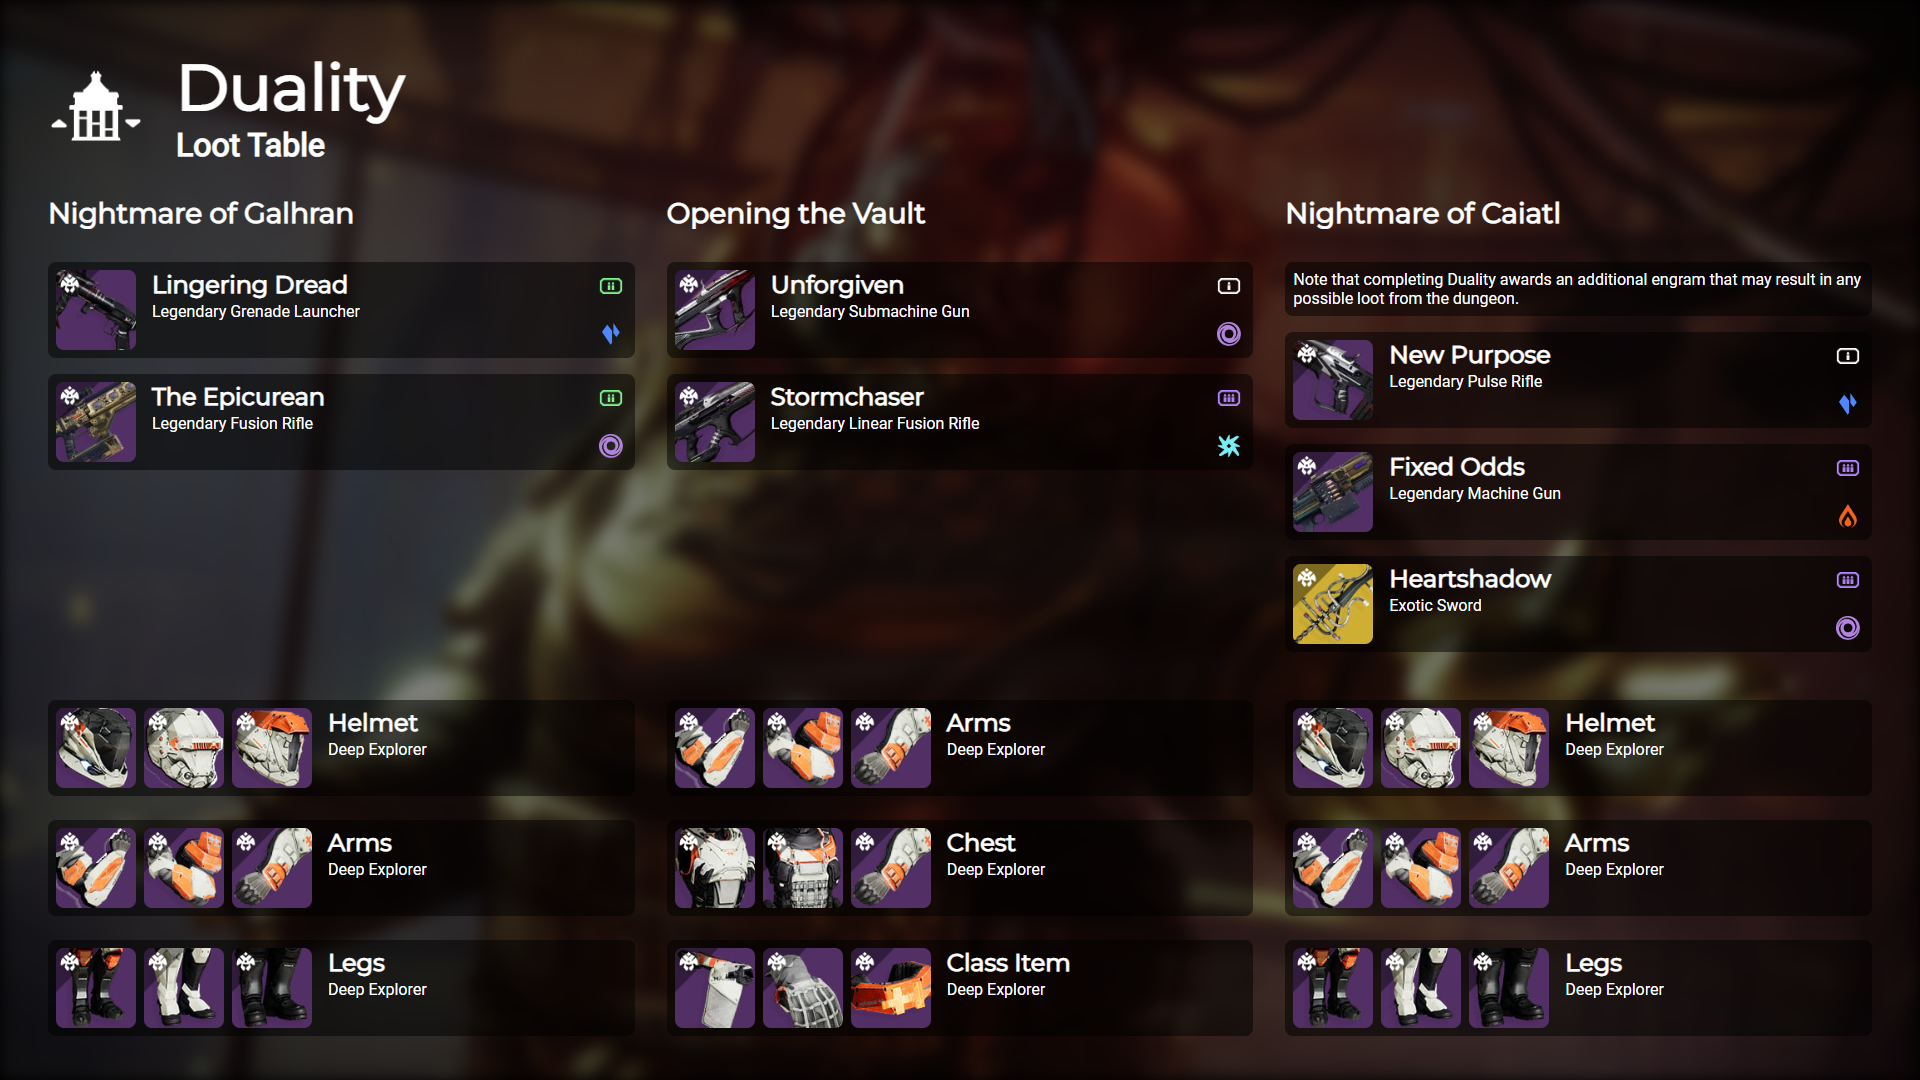 Duality
Loot Table
Nightmare of Galhran
Lingering Dread
Legendary Grenade Launcher
The Epicurean
Legendary Fusion Rifle
Helmet
Deep Explorer
Arms
Deep Explorer
Legs
Deep Explorer
Opening the Vault
Unforgiven
Legendary Submachine Gun
Stormchaser
Legendary Linear Fusion Rifle
Arms
Deep Explorer
Chest
Deep Explorer
Class Item
Deep Explorer
Nightmare of Caiatl
Note that completing Duality awards an additional engram that may result in any
possible loot from the dungeon.
New Purpose
Legendary Pulse Rifle
Fixed Odds
Legendary Machine Gun
Heartshadow
Exotic Sword
Helmet
Deep Explorer
Arms
Deep Explorer
Legs
Deep Explorer